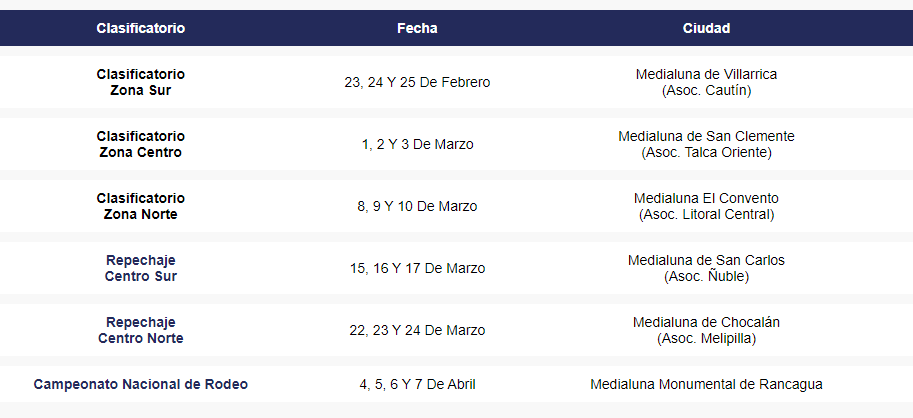 Clasificatorio Fecha Ciudad
Clasificatorio
Zona Sur
23, 24 Y 25 De Febrero
Medialuna de Villarrica
(Asoc. Cautín)
Clasificatorio
Zona Centro
1, 2 Y 3 De Marzo
Medialuna de San Clemente
(Asoc. Talca Oriente)
Clasificatorio
Zona Norte
8, 9 Y 10 De Marzo
Medialuna El Convento
(Asoc. Litoral Central)
Repechaje
Centro Sur
15, 16 Y 17 De Marzo
Medialuna de San Carlos
(Asoc. Ñuble)
Repechaje
Centro Norte
22, 23 Y 24 De Marzo
Medialuna de Chocalán
(Asoc. Melipilla)
Campeonato Nacional de Rodeo 4, 5, 6 Y 7 De Abril Medialuna Monumental de Rancagua